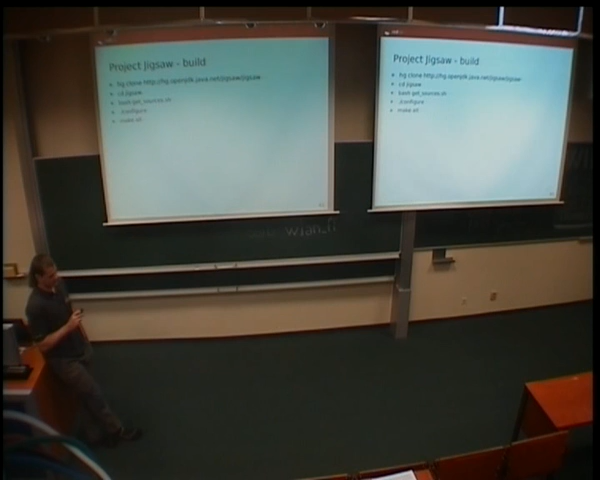 Project Jigsaw - build
• hg clone http://hg.openjdk.java.net/jigsaw/jigsaw
• cd jigsaw
• bash get_source.sh
• ./configure
• make all
Project Jigsaw - build
• hg clone http://hg.openjdk.java.net/jigsaw/jigsaw
• cd jigsaw
• bash get_source.sh
• ./configure
• make all